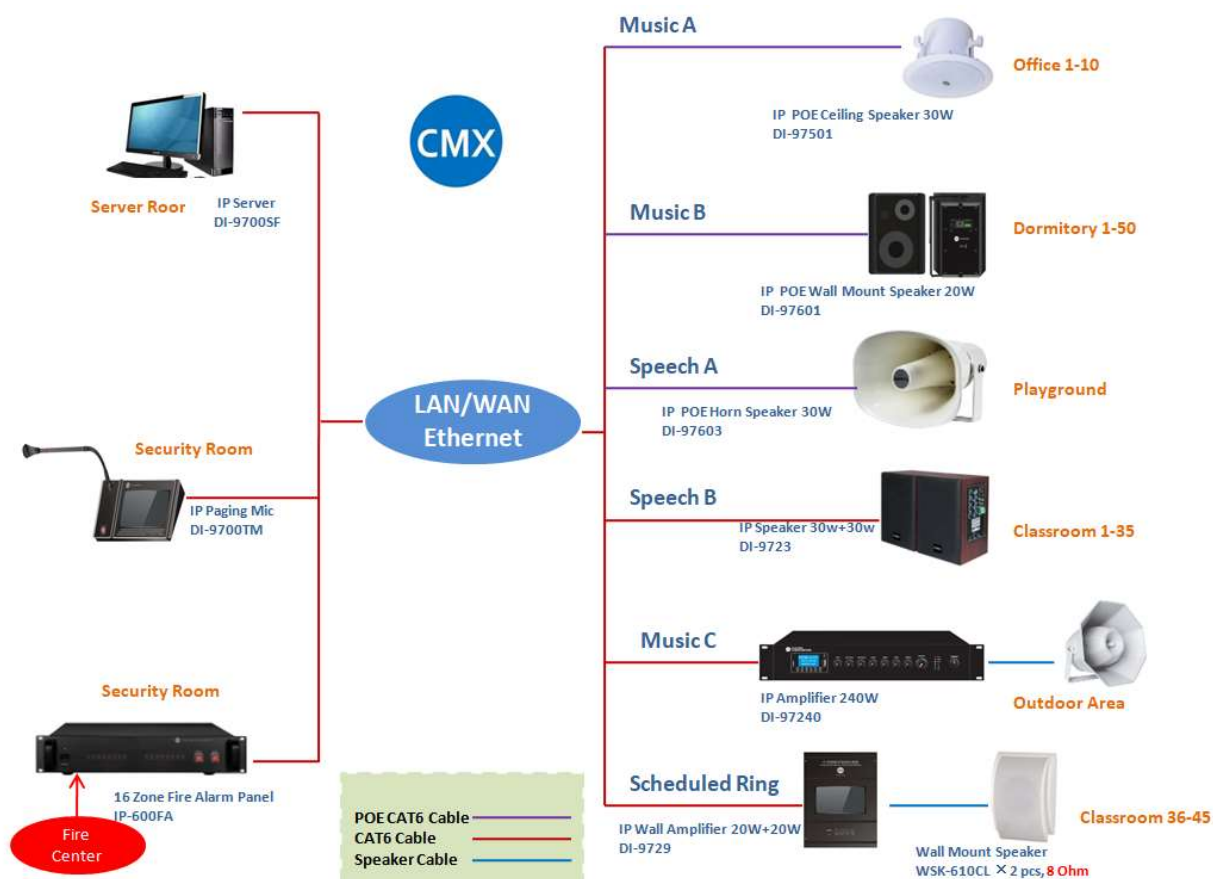 Music A
Office 1-10
IP POE Ceiling Speaker 30W
DI-97501
CMX
Server Roor
IP Server
DI-9700SF
Music B
Dormitory 1-50
IP POE Wall Mount Speaker 20W
DI-97601
Speech A
Playground
IP POE Horn Speaker 30W
DI-97603
LAN/WAN
Ethernet
Security Room
IP Paging Mic
DI-9700TM
Speech B
IP Speaker 30w+30w
DI-9723
Classroom 1-35
Music C
IP Amplifier 240W
DI-97240
Outdoor Area
Security Room
16 Zone Fire Alarm Panel
IP-600FA
Fire
Center
POE CAT6 Cable
CAT6 Cable
Speaker Cable
Scheduled Ring
IP Wall Amplifier 20W+20W
DI-9729
Classroom 36-45
Wall Mount Speaker
WSK-610CL ×2 pcs, 8 Ohm